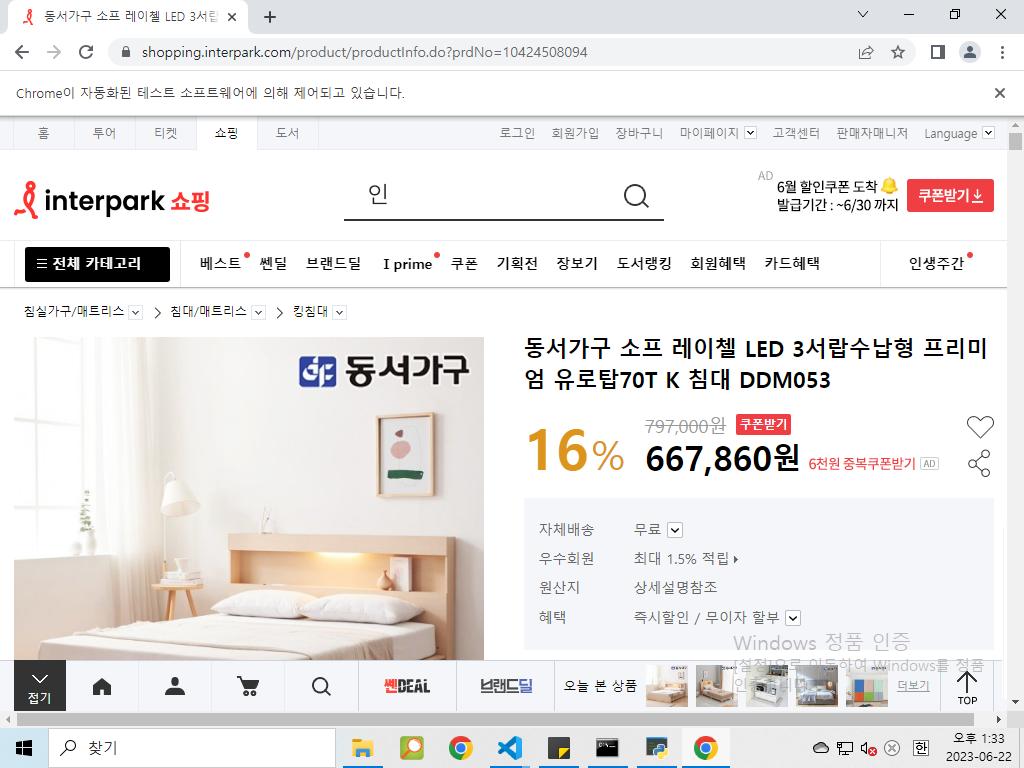 동서가구 소프 레이첼 LED 3서랍
shopping.interpark.com/product/productInfo.do?prdNo=10424508094
Chrome이 자동화된 테스트 소프트웨어에 의해 제어되고 있습니다.
홈 투어 티켓 쇼핑 도서 로그인 회원가입 장바구니 마이페이지 고객센터 판매자매니저 Language
interpark 쇼핑 인
AD 6월 할인쿠폰 도착
발급기간 : ~6/30 까지
쿠폰받기
전체 카테고리 베스트 쎈딜 브랜드딜 I prime 쿠폰 기획전 장보기 도서랭킹 회원혜택 카드혜택 인생주간
침실가구/매트리스 침대/매트리스 킹침대
동서가구
동서가구 소프 레이첼 LED 3서랍수납형 프리미
엄 유로탑70T K 침대 DDM053
16% 797,000원 쿠폰받기
667,860원 6천원 중복쿠폰받기 AD
자체배송 무료
우수회원 최대 1.5% 적립
원산지 상세설명참조
혜택 즉시할인 / 무이자 할부
Windows 정품 인증
[설정]으로 이동하여 Windows를 정품
접기 쎈DEAL 브랜드딜 오늘 본 상품 더보기 TOP
찾기
오후 1:33
2023-06-22
한